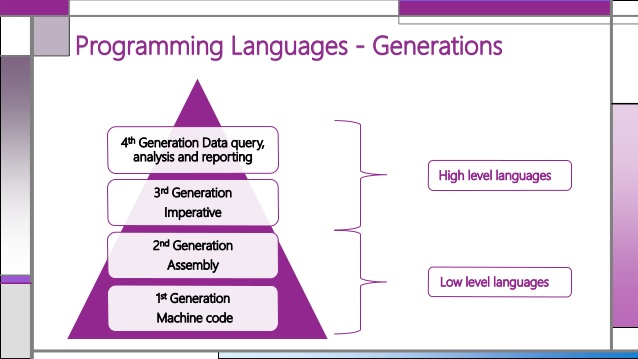 Programming Languages - Generations
4th Generation Data query,
analysis and reporting
3rd Generation
Imperative
2nd Generation
Assembly
1st Generation
Machine code
High level languages
Low level languages